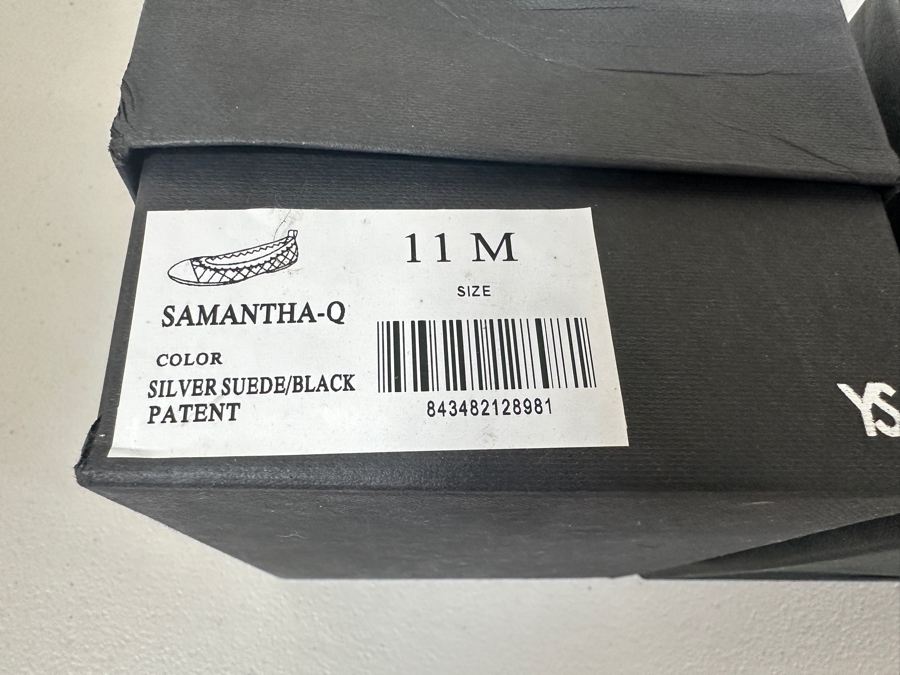 11 M
SIZE
SAMANTHA-Q
COLOR
SILVER SUEDE/BLACK
PATENT
843482128981
YS